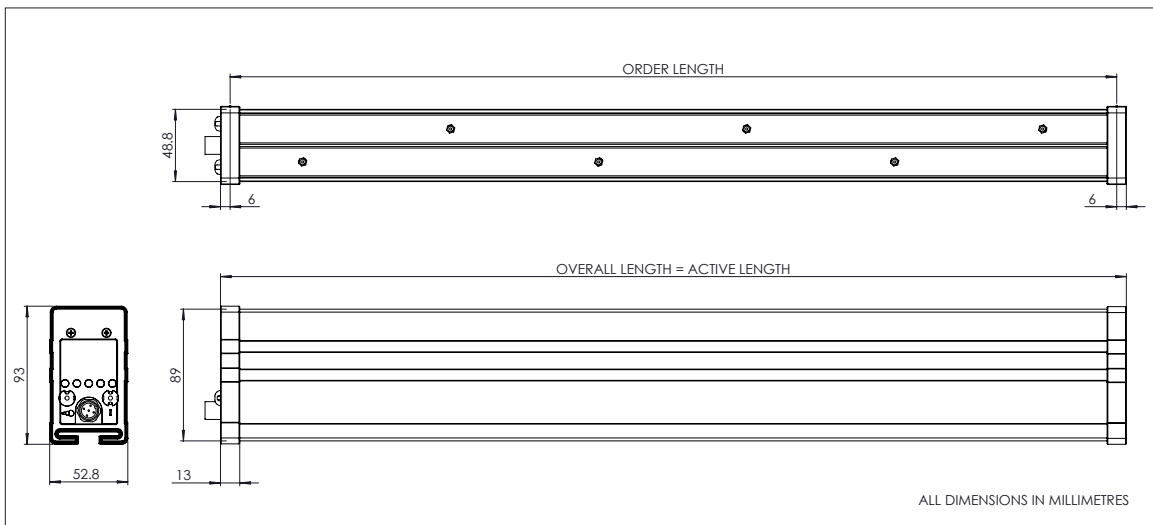 ORDER LENGTH
48.8
6
6
OVERALL LENGTH = ACTIVE LENGTH
93
89
52.8
13
ALL DIMENSIONS IN MILLIMETRES